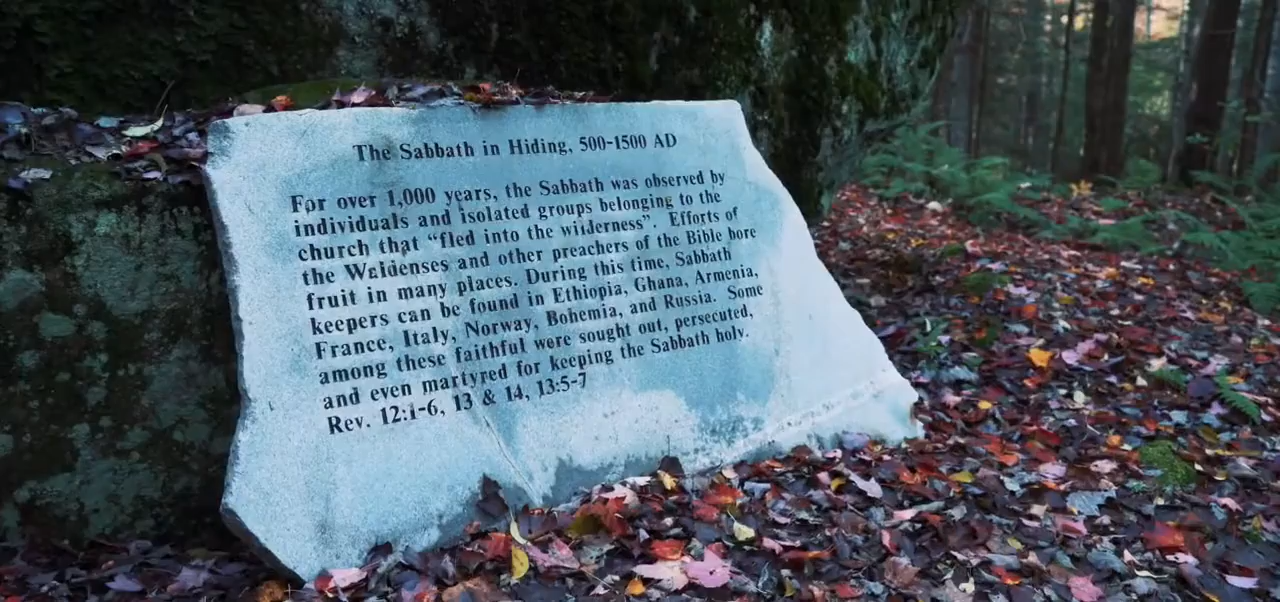 The Sabbath in Hiding, 500-1500 AD
For over 1,000 years, the Sabbath was observed by
individuals and isolated groups belonging to the
church that “fled into the wilderness”. Efforts of
the Waldenses and other preachers of the Bible bore
fruit in many places. During this time, Sabbath
keepers can be found in Ethiopia, Ghana, Armenia,
France, Italy, Norway, Bohemia, and Russia. Some
among these faithful were sought out, persecuted,
and even martyred for keeping the Sabbath holy.
Rev. 12:1-6, 13 & 14, 13:5-7